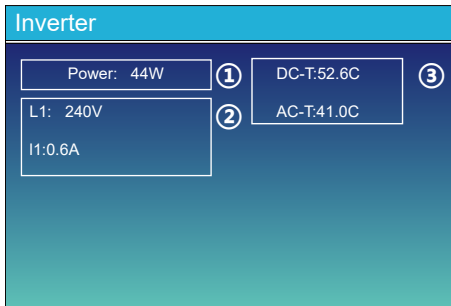 Inverter
Power: 44W
①
L1: 240V
I1:0.6A
②
DC-T:52.6C
AC-T:41.0C
③